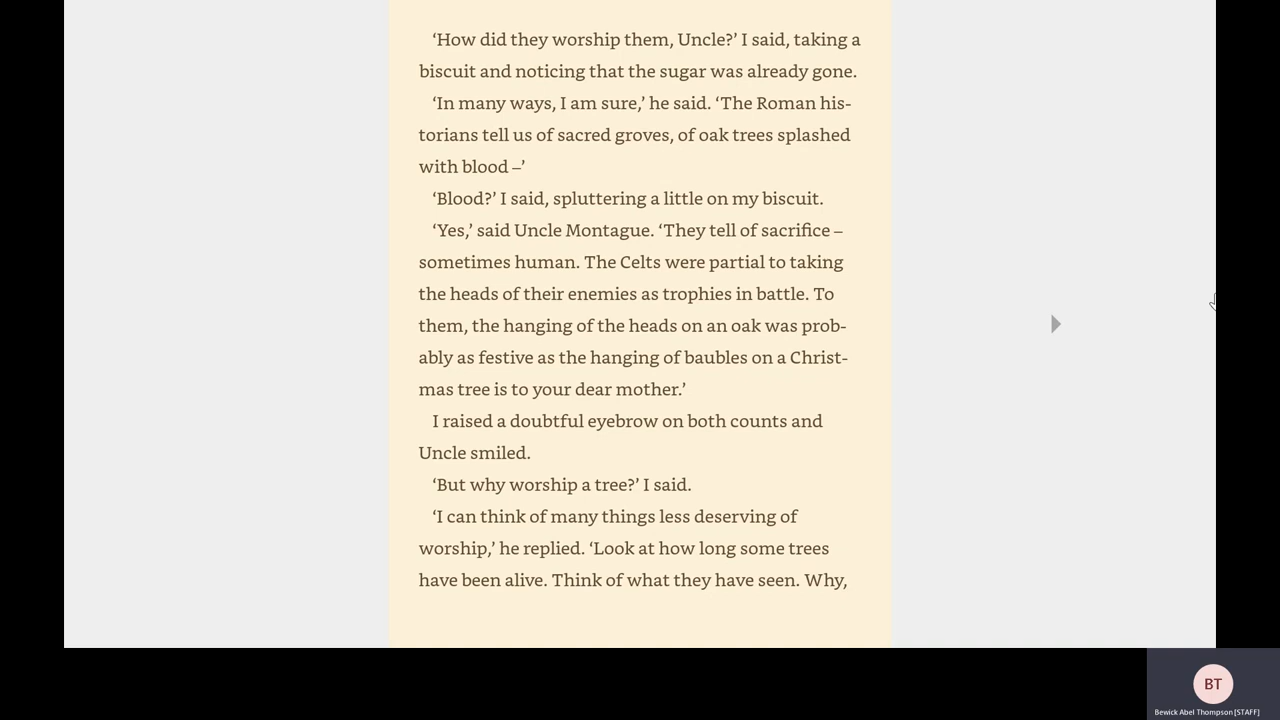 ‘How did they worship them, Uncle?’ I said, taking a
biscuit and noticing that the sugar was already gone.
‘In many ways, I am sure,’ he said. ‘The Roman his-
torians tell us of sacred groves, of oak trees splashed
with blood –’
‘Blood?’ I said, spluttering a little on my biscuit.
‘Yes,’ said Uncle Montague. ‘They tell of sacrifice –
sometimes human. The Celts were partial to taking
the heads of their enemies as trophies in battle. To
them, the hanging of the heads on an oak was prob-
ably as festive as the hanging of baubles on a Christ-
mas tree is to your dear mother.’
I raised a doubtful eyebrow on both counts and
Uncle smiled.
‘But why worship a tree?’ I said.
‘I can think of many things less deserving of
worship,’ he replied. ‘Look at how long some trees
have been alive. Think of what they have seen. Why,
BT
Bewick Abel Thompson [STAFF]